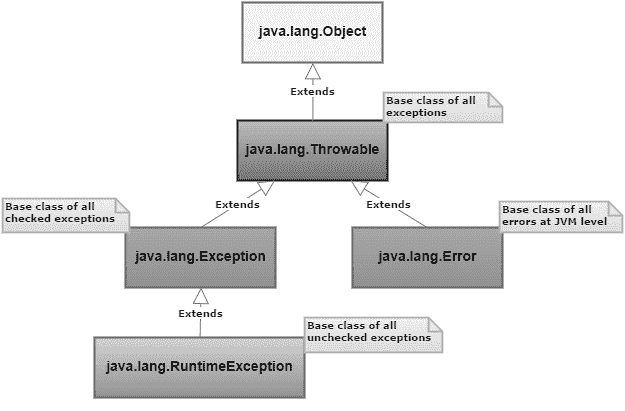 java.lang.Object
Extends
Base class of all
exceptions
java.lang.Throwable
Extends
Extends
Base class of all
checked exceptions
Base class of all
errors at JVM level
java.lang.Exception
java.lang.Error
Extends
Base class of all
unchecked exceptions
java.lang.RuntimeException